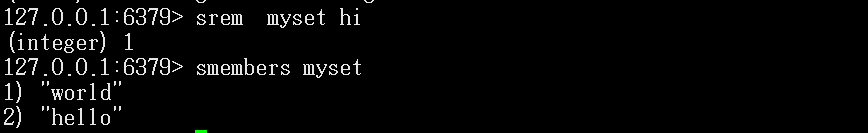 127.0.0.1:6379> srem  myset hi
(integer) 1
127.0.0.1:6379> smembers myset
1) "world"
2) "hello"